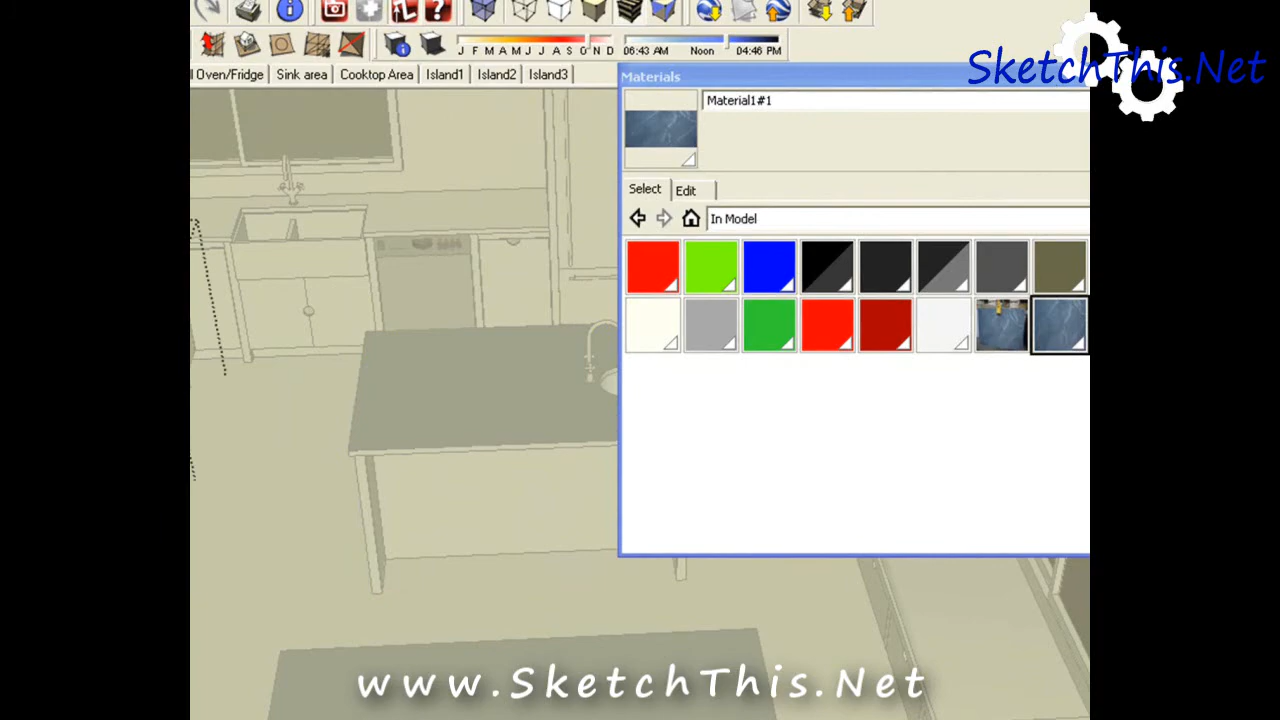 SketchThis.Net
J F M A M J J A S O N D 06:43 AM Noon 04:46 PM
Oven/Fridge Sink area Cooktop Area Island1 Island2 Island3
Materials
Material1#1
Select Edit
In Model
www.SketchThis.Net